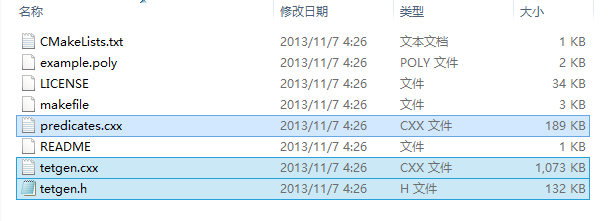 名称 修改日期 类型 大小
CMakeLists.txt 2013/11/7 4:26 文本文档 1 KB
example.poly 2013/11/7 4:26 POLY 文件 2 KB
LICENSE 2013/11/7 4:26 文件 34 KB
makefile 2013/11/7 4:26 文件 3 KB
predicates.cxx 2013/11/7 4:26 CXX 文件 189 KB
README 2013/11/7 4:26 文件 1 KB
tetgen.cxx 2013/11/7 4:26 CXX 文件 1,073 KB
tetgen.h 2013/11/7 4:26 H 文件 132 KB